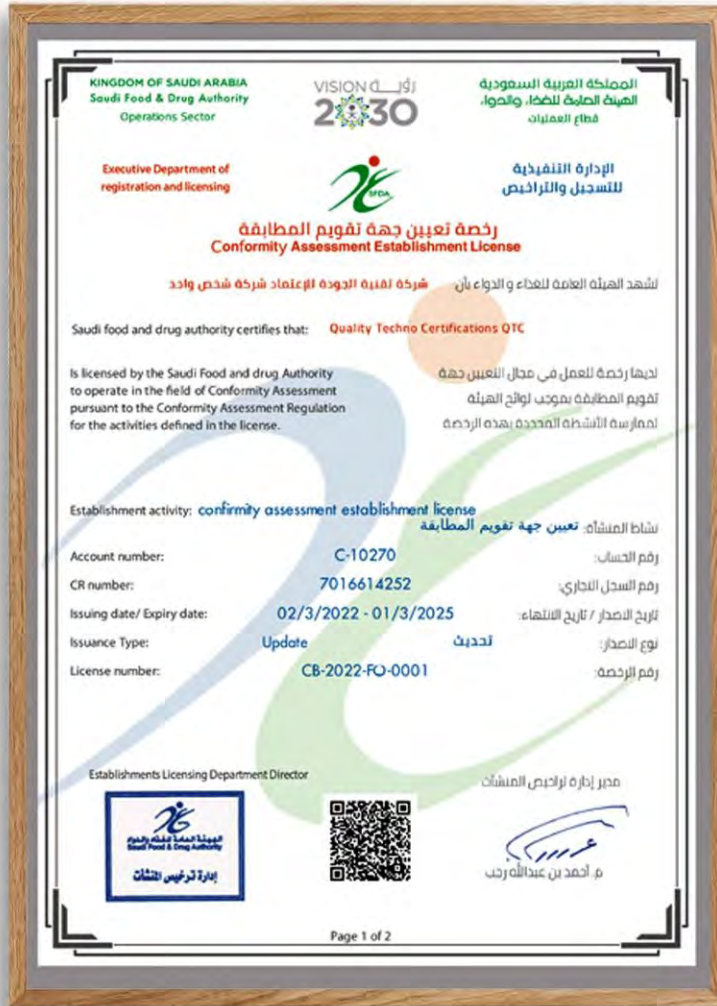 KINGDOM OF SAUDI ARABIA
Saudi Food & Drug Authority
Operations Sector
VISION رؤيــة
2030
المملكة العربية السعودية
الهيئة العامة للغذاء والدواء
قطاع العمليات
Executive Department of
registration and licensing
SFDA
الإدارة التنفيذية
للتسجيل والتراخيص
رخصة تعيين جهة تقويم المطابقة
Conformity Assessment Establishment License
تشهد الهيئة العامة للغذاء و الدواء بأن: شركة تقنية الجودة للإعتماد شركة شخص واحد
Saudi food and drug authority certifies that: Quality Techno Certifications QTC
Is licensed by the Saudi Food and drug Authority
to operate in the field of Conformity Assessment
pursuant to the Conformity Assessment Regulation
for the activities defined in the license.
لديها رخصة للعمل في مجال التعيين جهة
تقويم المطابقة بموجب لوائح الهيئة
لممارسة الأنشطة المحددة بهذه الرخصة
Establishment activity: confirmity assessment establishment license
نشاط المنشأة: تعيين جهة تقويم المطابقة
Account number: C-10270 رقم الحساب:
CR number: 7016614252 رقم السجل التجاري:
Issuing date/ Expiry date: 02/3/2022 - 01/3/2025 تاريخ الاصدار / تاريخ الانتهاء:
Issuance Type: Update تحديث نوع الاصدار:
License number: CB-2022-FO-0001 رقم الرخصة:
Establishments Licensing Department Director
مدير إدارة تراخيص المنشآت
الهيئة العامة للغذاء والدواء
Saudi Food & Drug Authority
إدارة ترخيص المنشآت
م. أحمد بن عبدالله رجب
Page 1 of 2